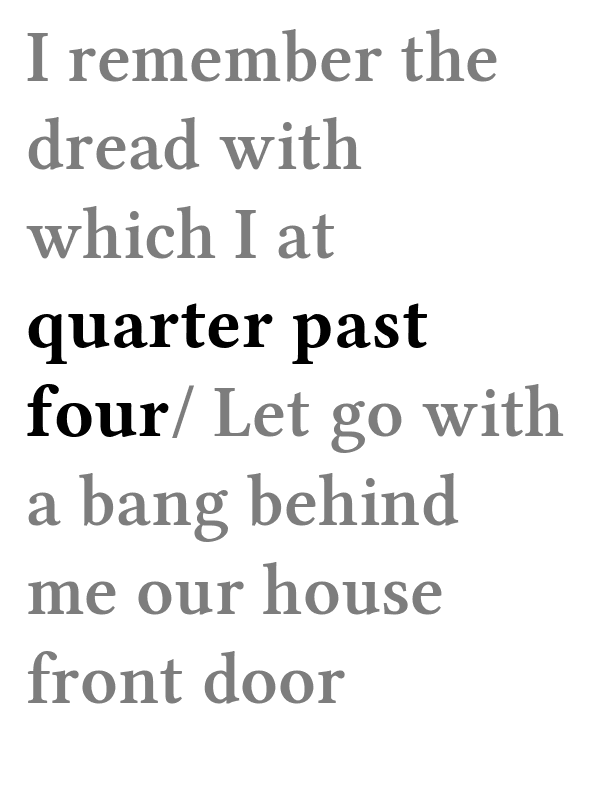 I remember the
dread with
which I at
quarter past
four/ Let go with
a bang behind
me our house
front door